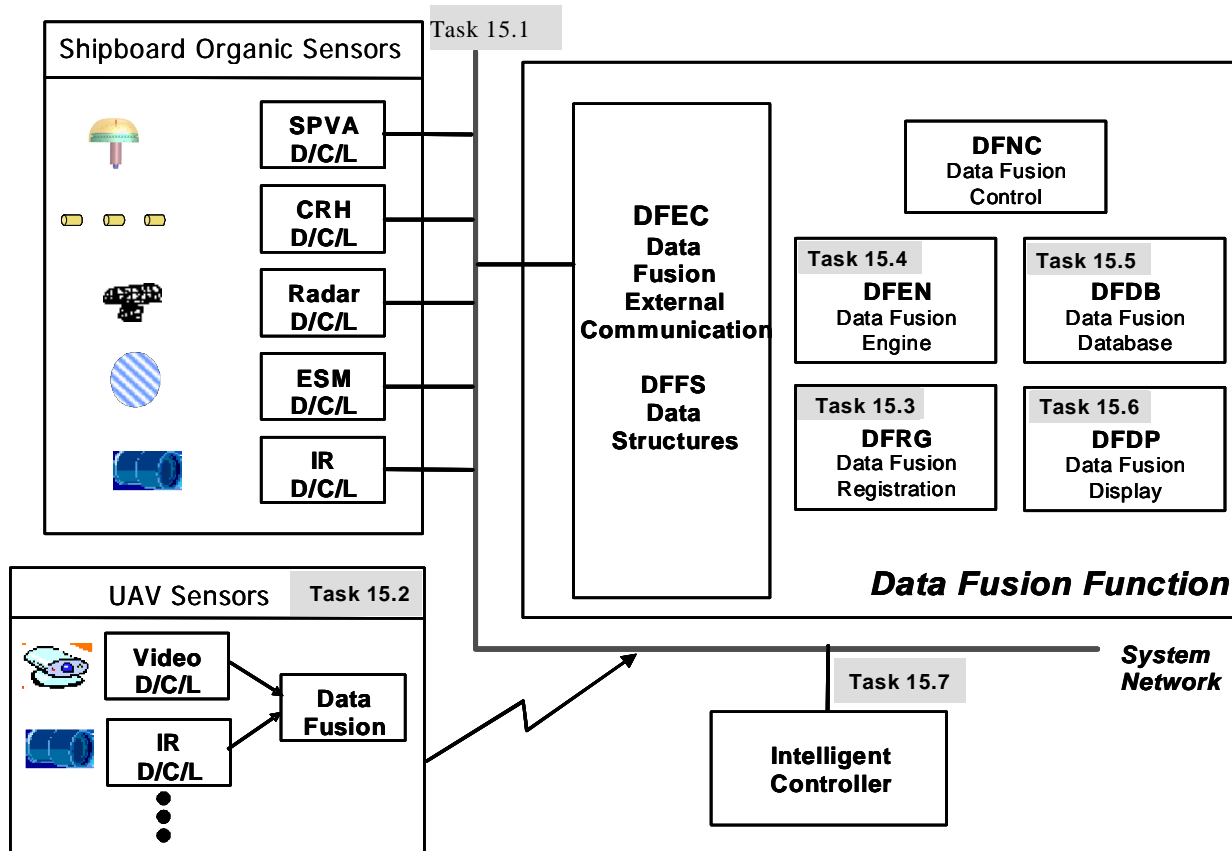 Task 15.1
Shipboard Organic Sensors
SPVA
D/C/L
CRH
D/C/L
Radar
D/C/L
ESM
D/C/L
IR
D/C/L
DFEC
Data
Fusion
External
Communication
DFFS
Data
Structures
DFNC
Data Fusion
Control
Task 15.4
DFEN
Data Fusion
Engine
Task 15.5
DFDB
Data Fusion
Database
Task 15.3
DFRG
Data Fusion
Registration
Task 15.6
DFDP
Data Fusion
Display
Data Fusion Function
UAV Sensors
Task 15.2
Video
D/C/L
IR
D/C/L
Data
Fusion
System
Network
Task 15.7
Intelligent
Controller